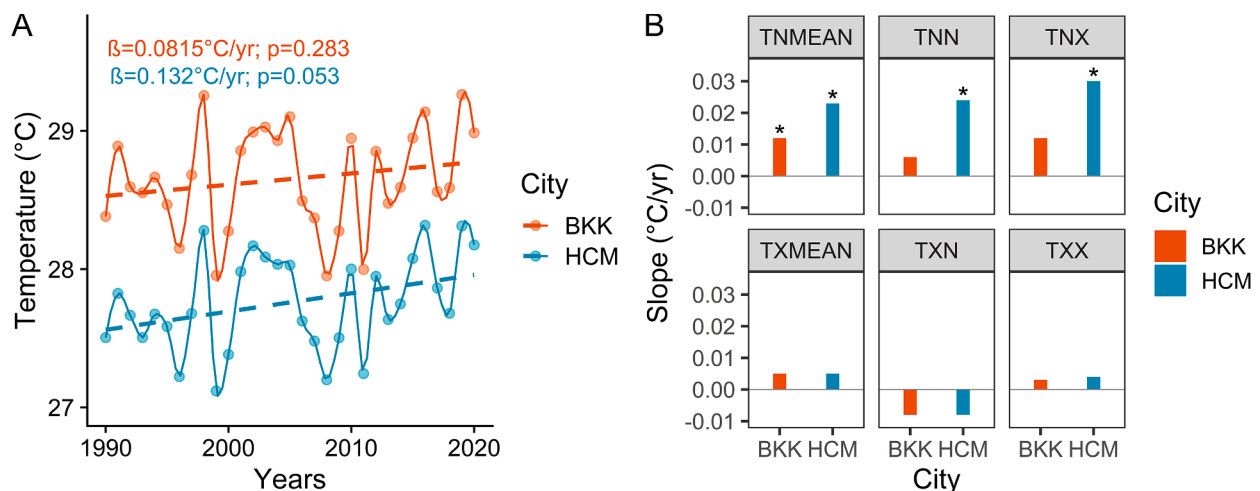 A
ß=0.0815°C/yr; p=0.283
ß=0.132°C/yr; p=0.053
Temperature (°C)
29
28
27
1990 2000 2010 2020
Years
City
BKK
HCM
B
TNMEAN TNN TNX
0.03
0.02
0.01
0.00
-0.01
* * * *
Slope (°C/yr)
TXMEAN TXN TXX
0.03
0.02
0.01
0.00
-0.01
BKK HCM BKK HCM BKK HCM
City
City
BKK
HCM